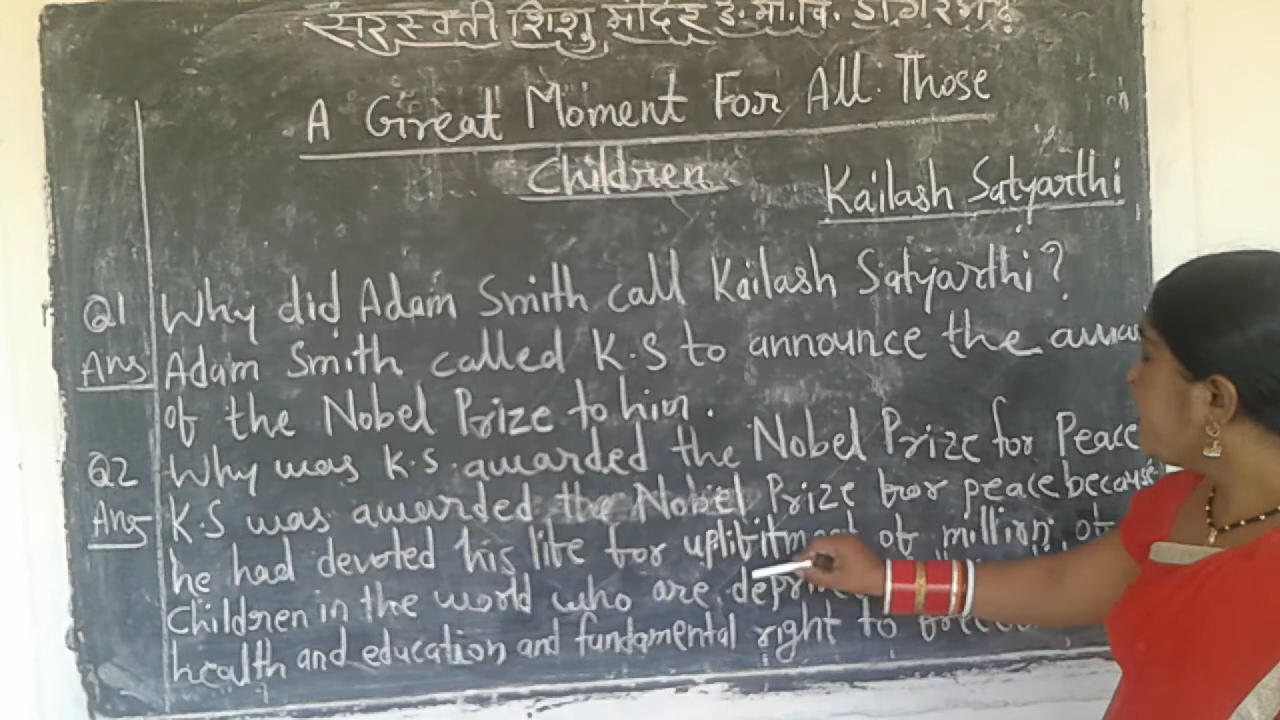 सरस्वती शिशु मंदिर उ. मा. वि.
A Great Moment For All Those
Children
Kailash Satyarthi
Q1 Why did Adam Smith call Kailash Satyarthi?
Ans Adam Smith called K.S to announce the
of the Nobel Prize to him.
Q2 Why was K.S. awarded the Nobel Prize for Peace
Ans K.S was awarded the Nobel Prize for peace because
he had devoted his life for of million of
Children in the world who are
health and education and fundamental right to